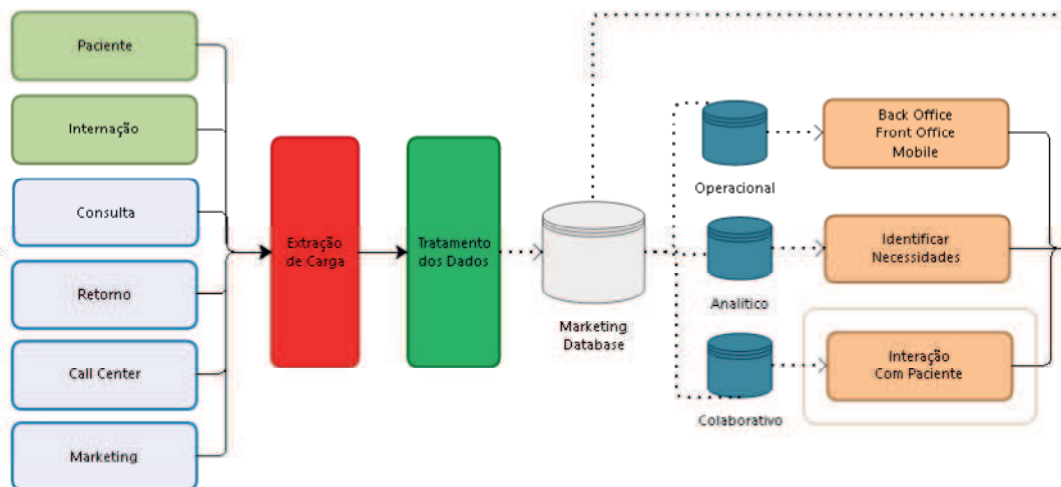 Paciente
Internação
Consulta
Retorno
Call Center
Marketing
Extração
de Carga
Tratamento
dos Dados
Marketing
Database
Operacional
Analítico
Colaborativo
Back Office
Front Office
Mobile
Identificar
Necessidades
Interação
Com Paciente